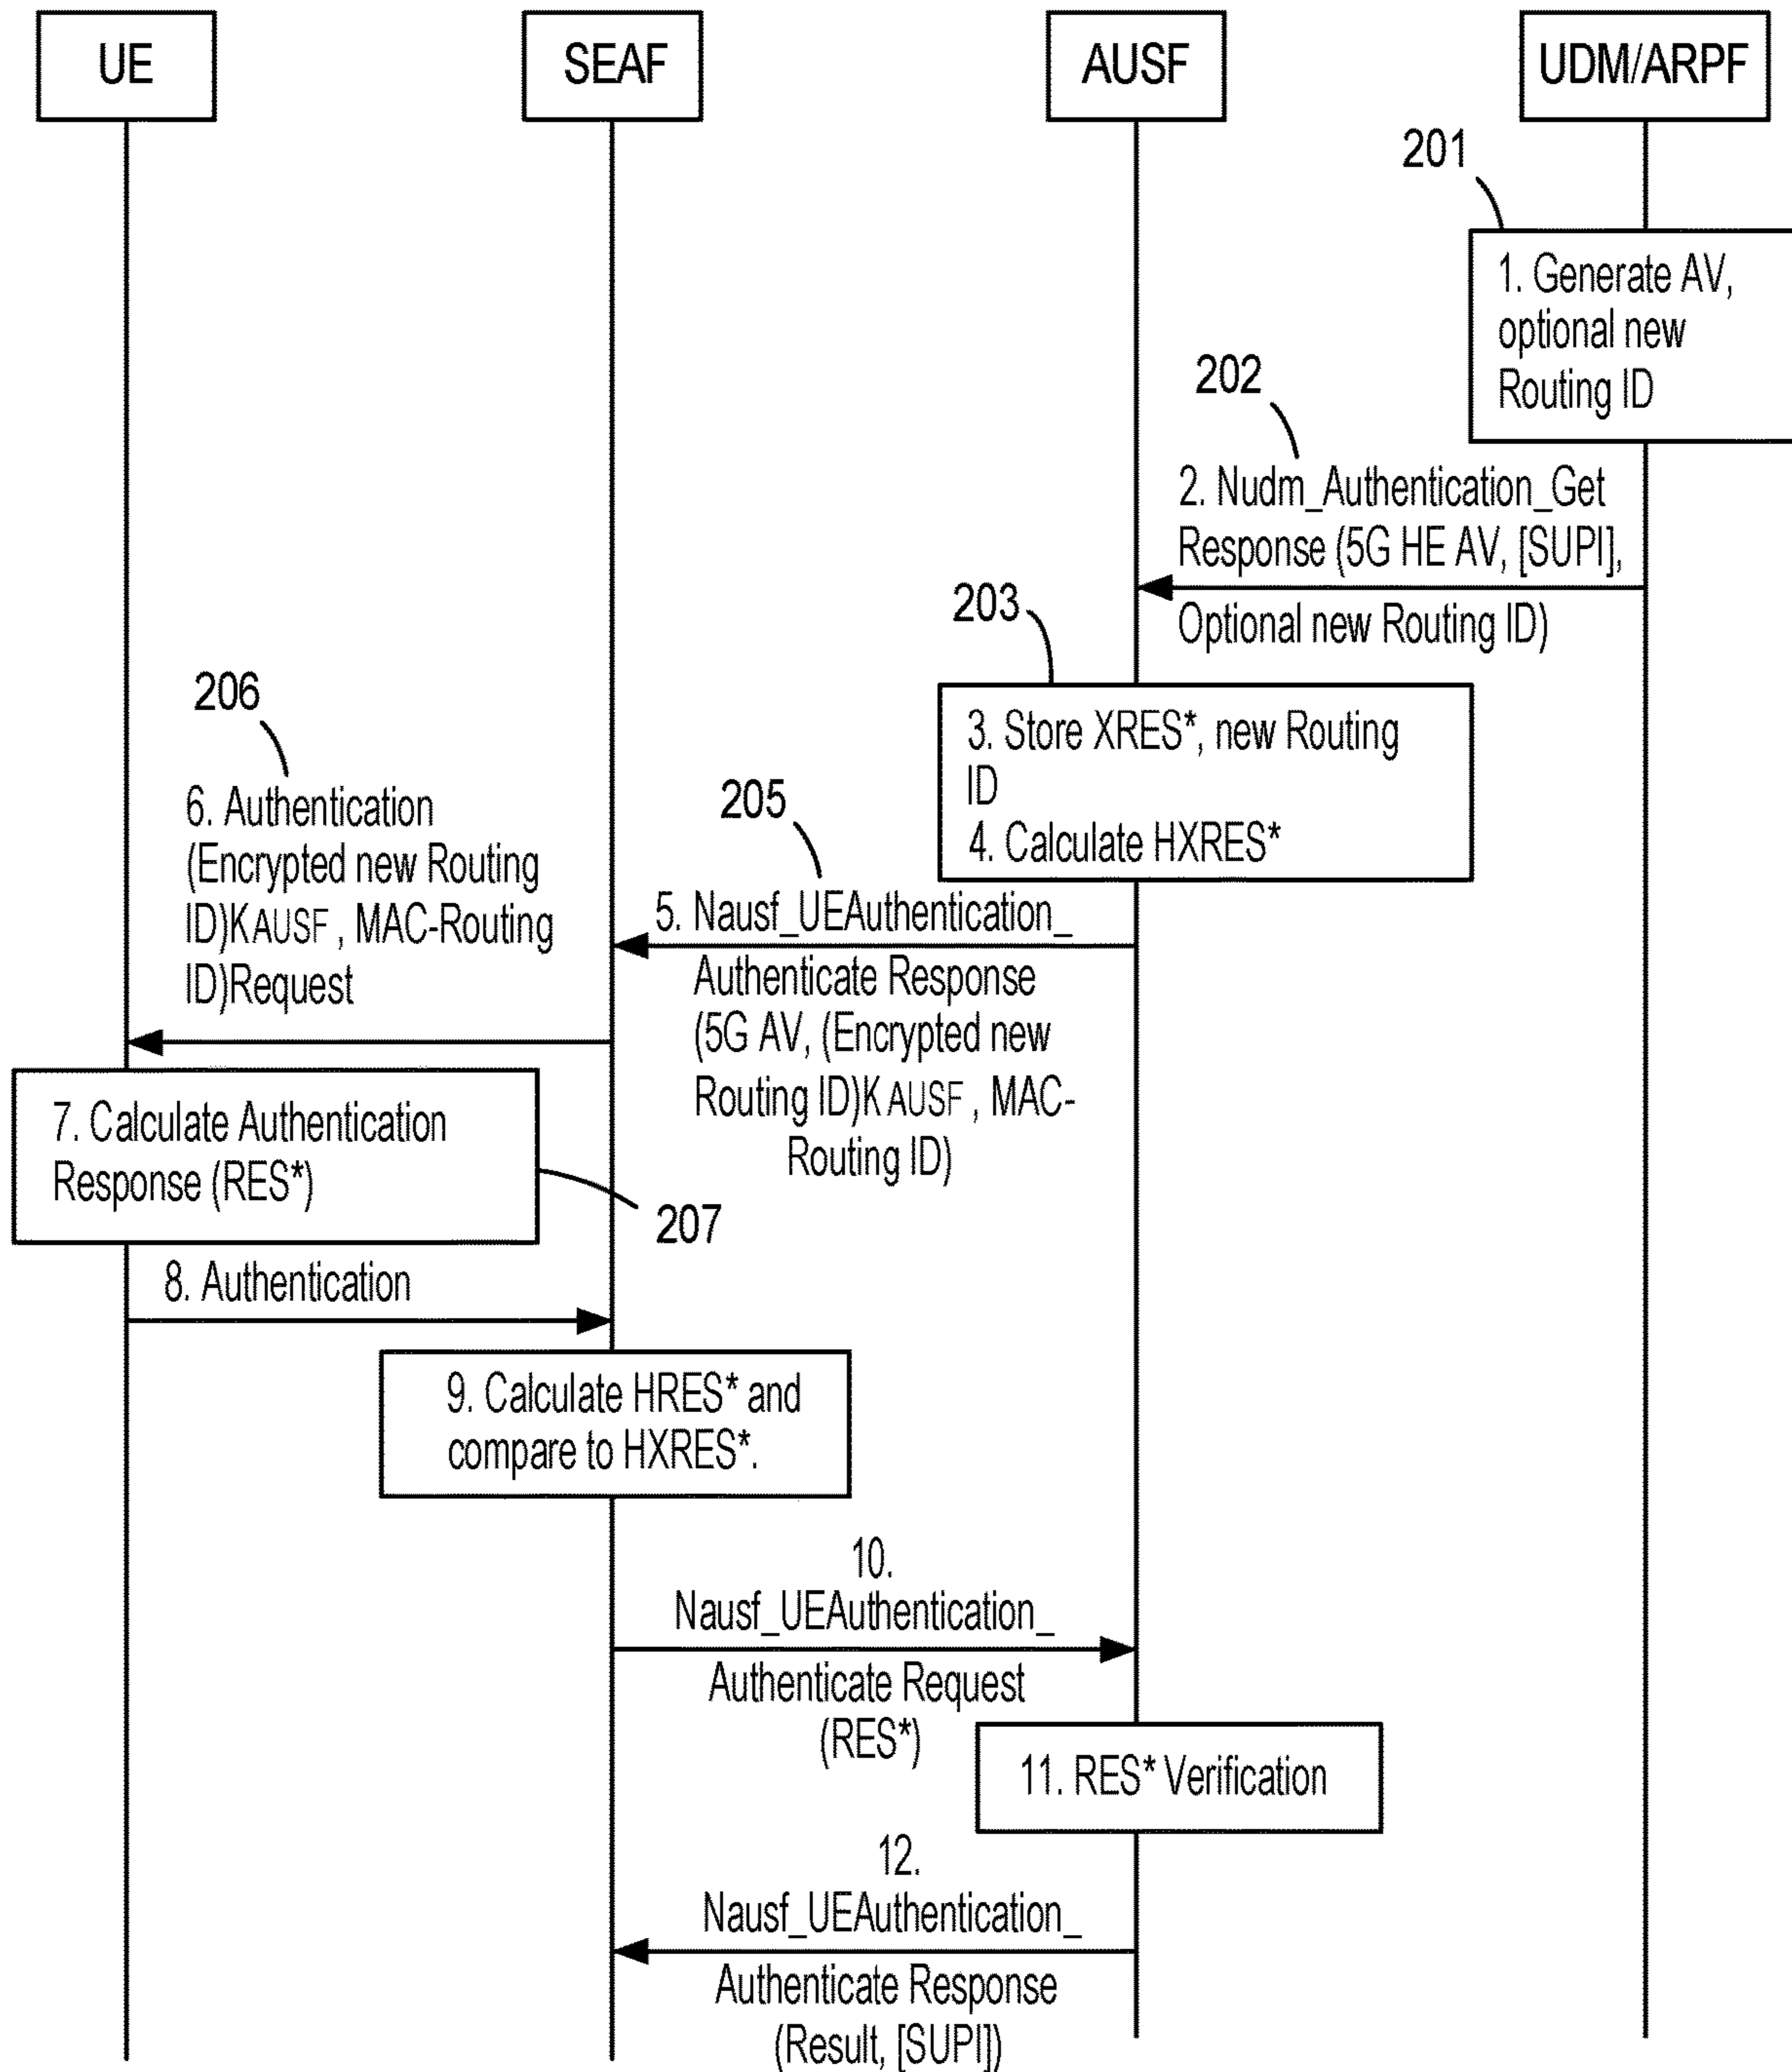 UE
SEAF
AUSF
UDM/ARPF
201
1. Generate AV,
optional new
Routing ID
202
2. Nudm_Authentication_Get
Response (5G HE AV, [SUPI],
Optional new Routing ID)
203
3. Store XRES*, new Routing
ID
4. Calculate HXRES*
205
5. Nausf_UEAuthentication_
Authenticate Response
(5G AV, (Encrypted new
Routing ID)KAUSF , MAC-
Routing ID)
206
6. Authentication
(Encrypted new Routing
ID)KAUSF , MAC-Routing
ID)Request
7. Calculate Authentication
Response (RES*)
207
8. Authentication
9. Calculate HRES* and
compare to HXRES*.
10.
Nausf_UEAuthentication_
Authenticate Request
(RES*)
11. RES* Verification
12.
Nausf_UEAuthentication_
Authenticate Response
(Result, [SUPI])